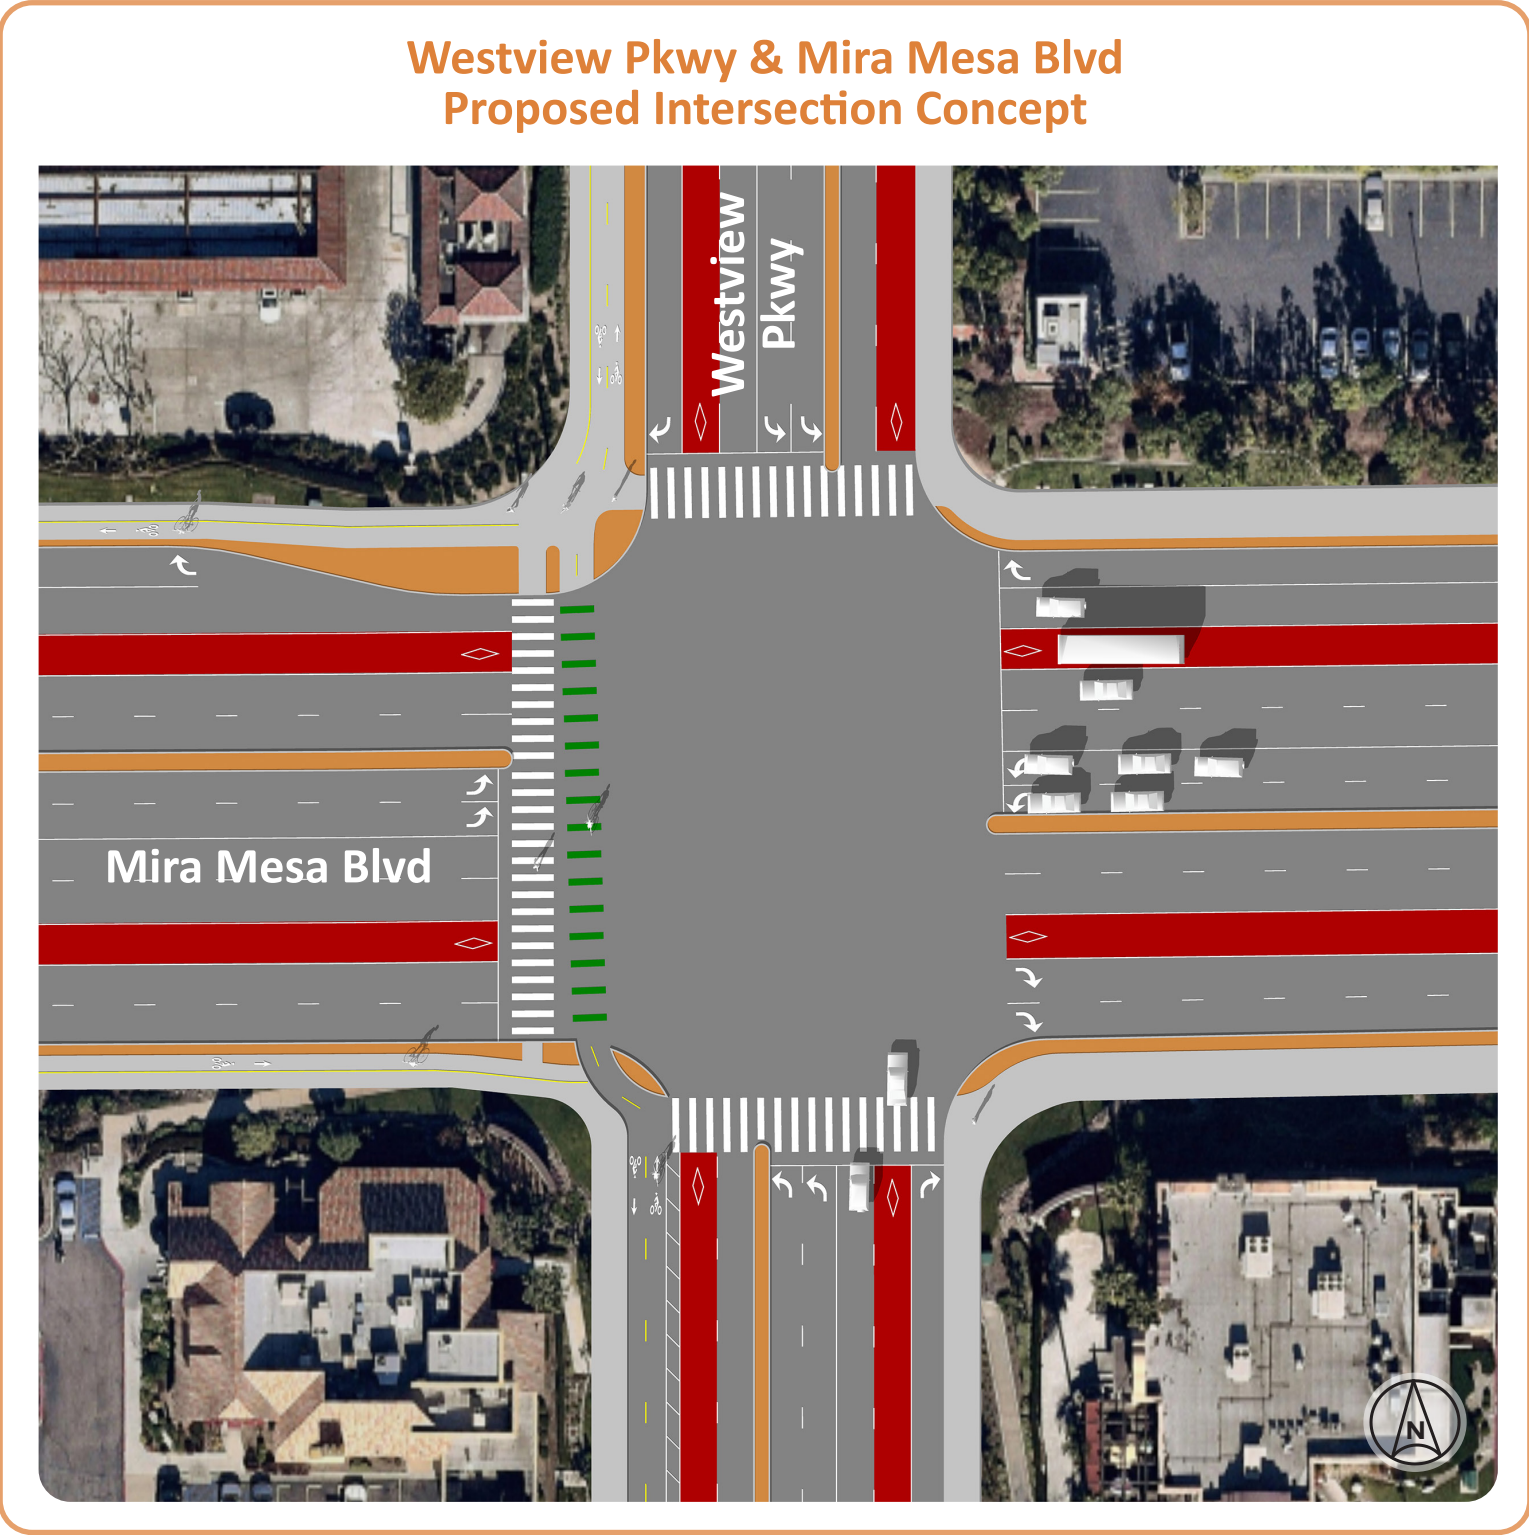 Westview Pkwy & Mira Mesa Blvd
Proposed Intersection Concept
Westview
Pkwy
Mira Mesa Blvd
N